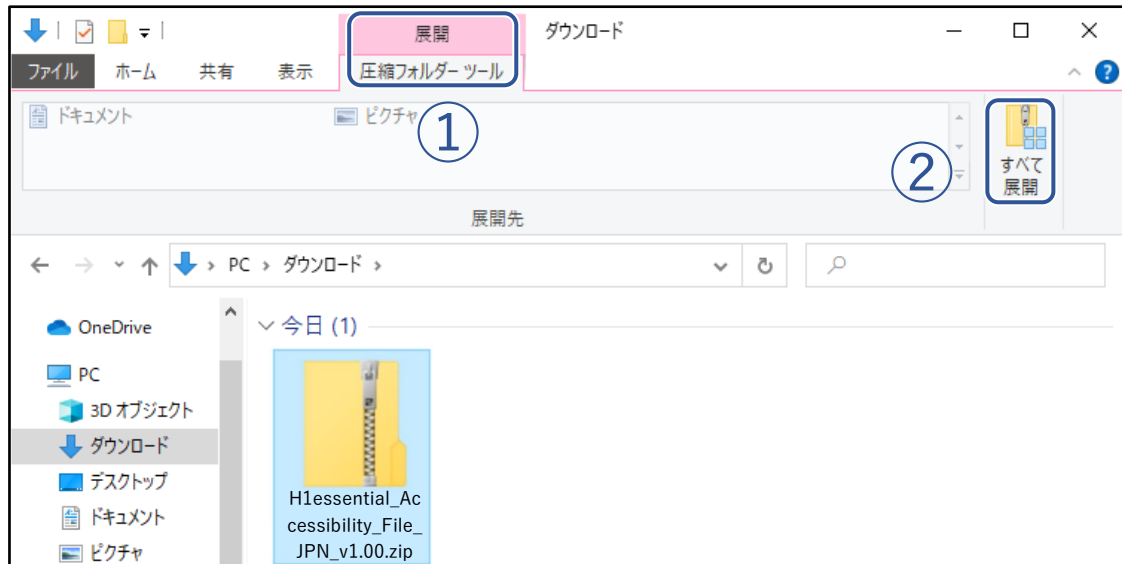 展開
ダウンロード
ファイル
ホーム
共有
表示
圧縮フォルダー ツール
?
ドキュメント
ピクチャ
①
②
すべて
展開
展開先
PC
ダウンロード
OneDrive
今日 (1)
PC
3D オブジェクト
ダウンロード
デスクトップ
ドキュメント
ピクチャ
H1essential_Ac
cessibility_File_
JPN_v1.00.zip